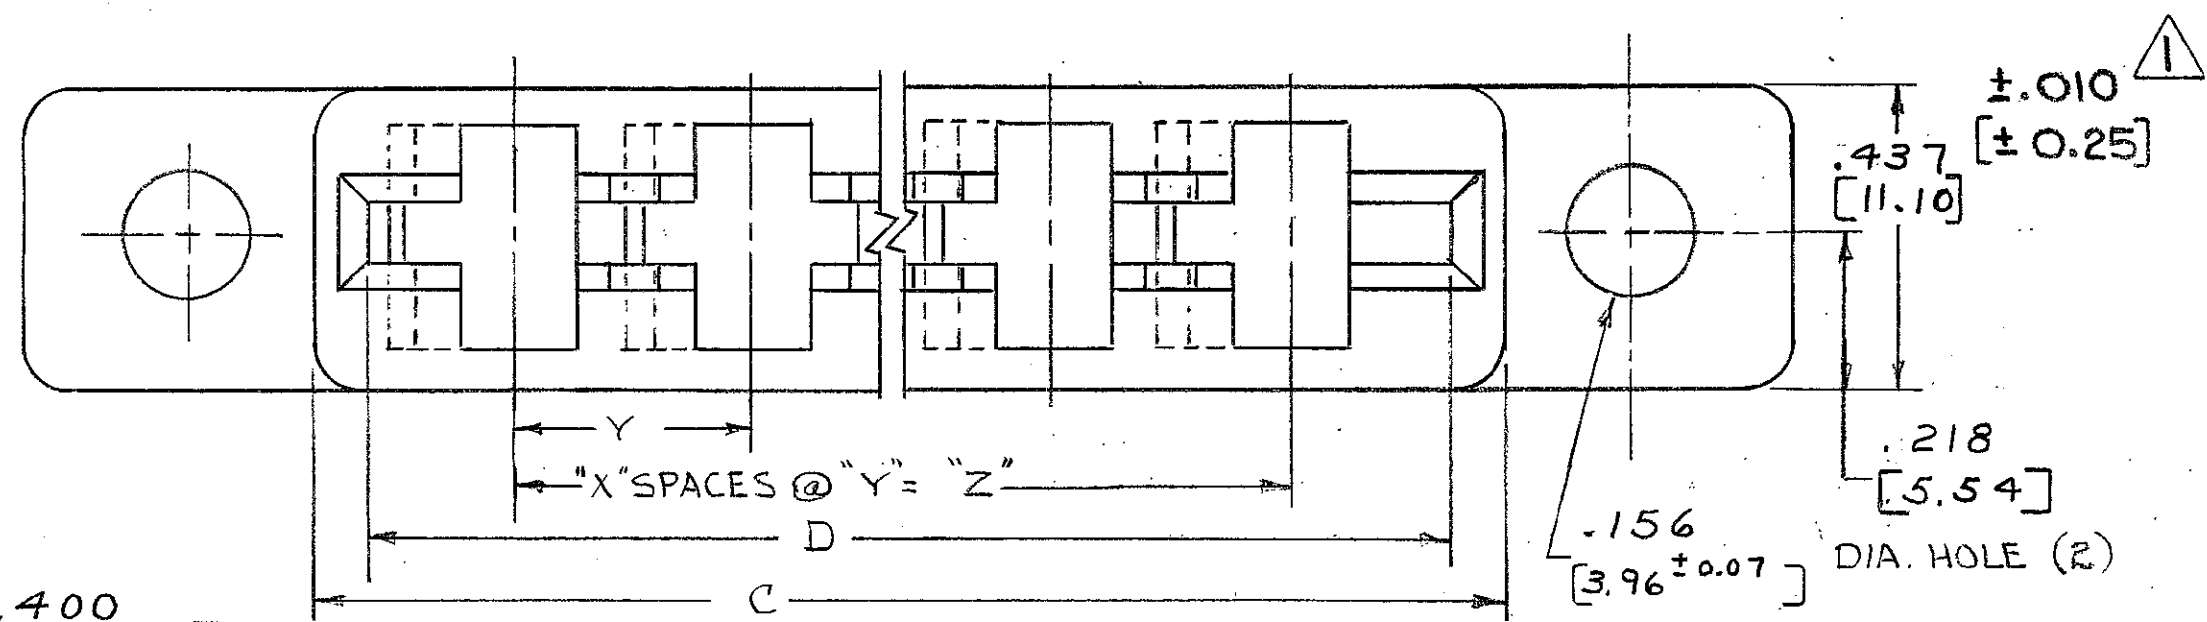 1
±.010
[± 0.25]
.437
[11.10]
Y
"X" SPACES @ "Y" = "Z"
.218
[5.54]
D
.156
[3.96 ± 0.07]
DIA. HOLE (2)
C
.400